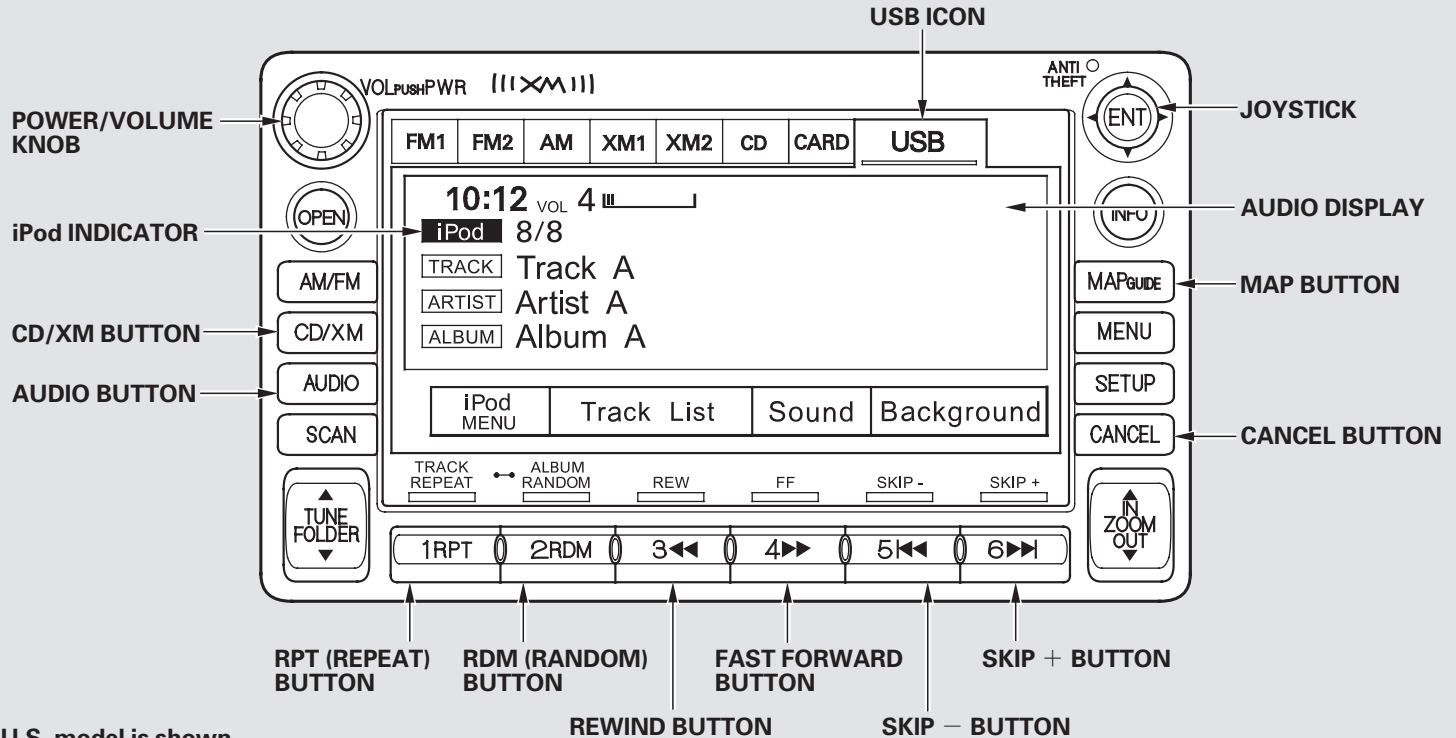 USB ICON
POWER/VOLUME
KNOB
VOL PUSH PWR
XM
ANTI
THEFT
ENT
JOYSTICK
FM1 FM2 AM XM1 XM2 CD CARD USB
10:12 VOL 4
OPEN
INFO
AUDIO DISPLAY
iPod INDICATOR
iPod 8/8
TRACK Track A
ARTIST Artist A
ALBUM Album A
AM/FM
MAP GUIDE
MAP BUTTON
CD/XM BUTTON
CD/XM
MENU
AUDIO BUTTON
AUDIO
SETUP
iPod
MENU
Track List
Sound
Background
SCAN
CANCEL
CANCEL BUTTON
TRACK
REPEAT
ALBUM
RANDOM
REW
FF
SKIP -
SKIP +
TUNE
FOLDER
IN
ZOOM
OUT
1RPT 2RDM 3◀◀ 4▶▶ 5|◀◀ 6▶▶|
RPT (REPEAT)
BUTTON
RDM (RANDOM)
BUTTON
FAST FORWARD
BUTTON
SKIP + BUTTON
REWIND BUTTON
SKIP − BUTTON
U.S. model is shown